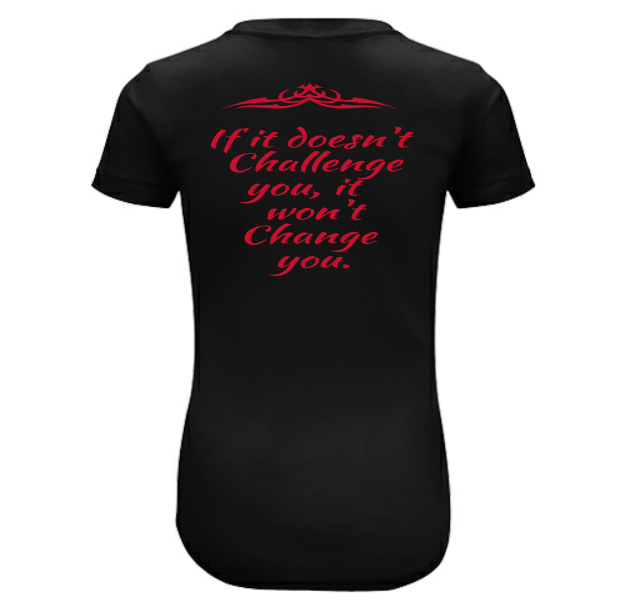 If it doesn't
Challenge
you, it
won't
Change
you.